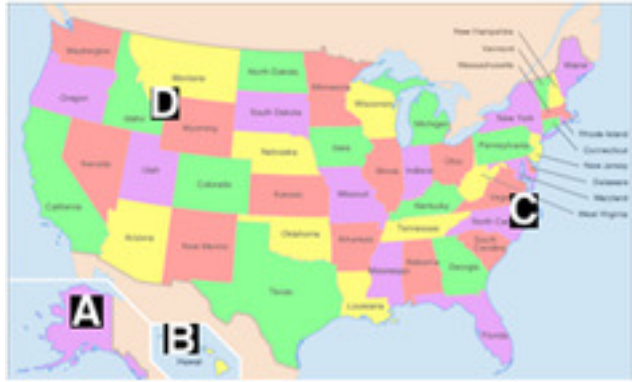 Washington
Oregon
California
Nevada
Idaho
D
Montana
Wyoming
Utah
Arizona
Colorado
New Mexico
North Dakota
South Dakota
Nebraska
Kansas
Oklahoma
Texas
Minnesota
Iowa
Missouri
Arkansas
Louisiana
Wisconsin
Illinois
Michigan
Indiana
Ohio
Kentucky
Tennessee
Mississippi
Alabama
Georgia
Florida
South
Carolina
C
Pennsylvania
New York
Maine
New Hampshire
Vermont
Massachusetts
Rhode Island
Connecticut
New Jersey
Delaware
Maryland
West Virginia
A
B
Hawaii